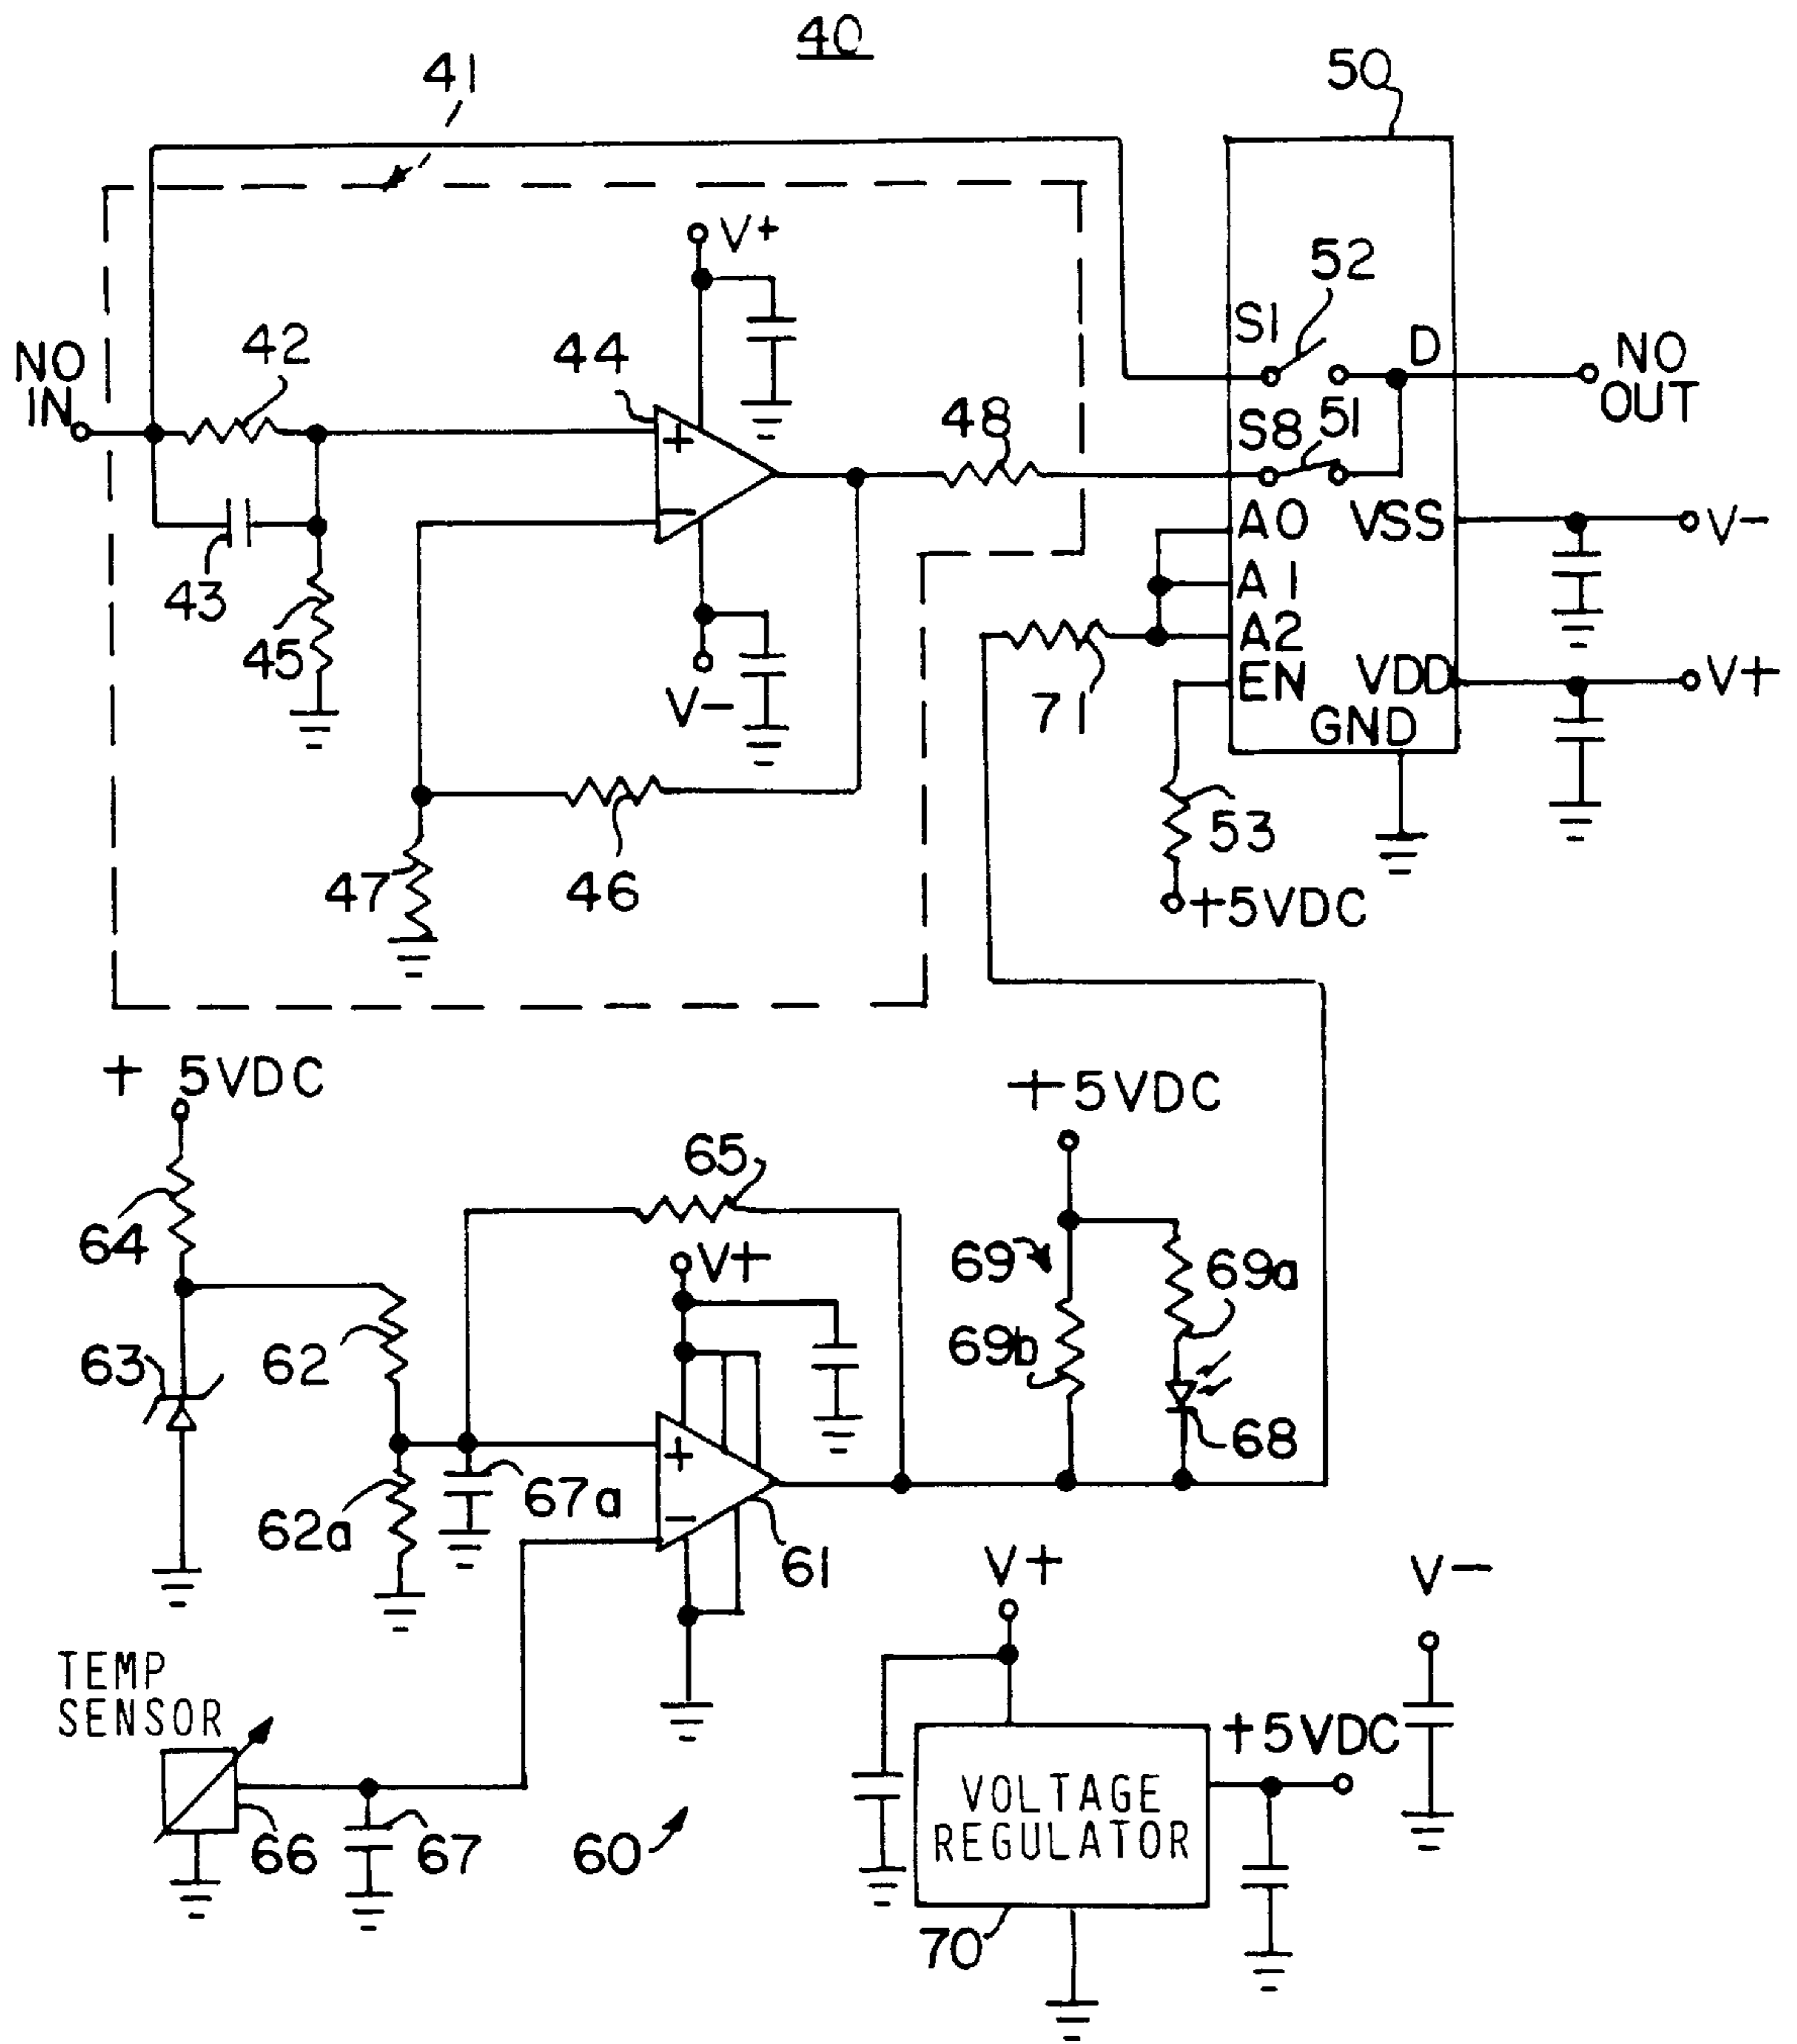 40
41
50
V+
52
S1
D
NO
IN
42
44
NO
OUT
48
S8
51
A0
VSS
V-
43
A1
45
A2
EN
VDD
V+
V-
71
GND
47
46
53
+5VDC
+ 5VDC
+5VDC
65
64
V+
69
69a
63
62
69b
68
+
-
67a
62a
61
V+
V-
TEMP
SENSOR
+5VDC
VOLTAGE
REGULATOR
66
67
60
70